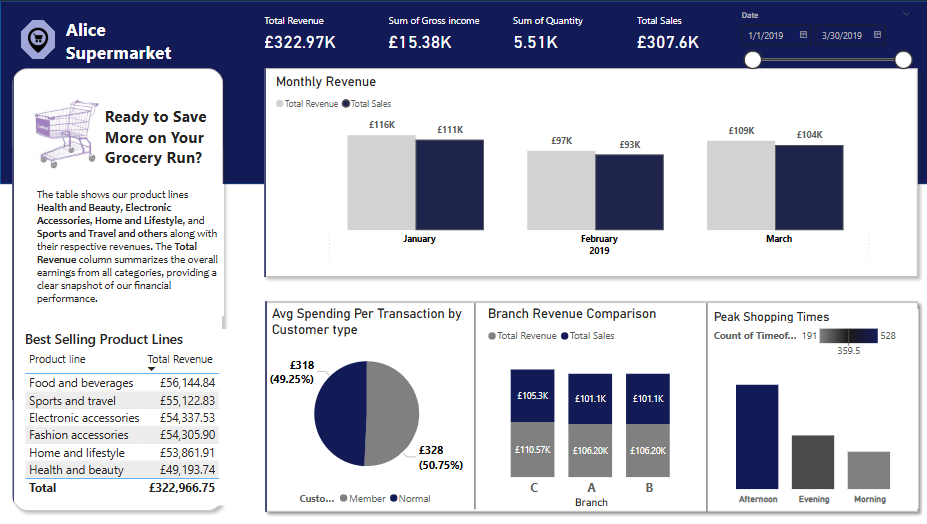 Alice
Supermarket
Total Revenue
£322.97K
Sum of Gross income
£15.38K
Sum of Quantity
5.51K
Total Sales
£307.6K
Date
1/1/2019
3/30/2019
Ready to Save
More on Your
Grocery Run?
The table shows our product lines
Health and Beauty, Electronic
Accessories, Home and Lifestyle, and
Sports and Travel and others along with
their respective revenues. The Total
Revenue column summarizes the overall
earnings from all categories, providing a
clear snapshot of our financial
performance.
Best Selling Product Lines
Product line Total Revenue
Food and beverages £56,144.84
Sports and travel £55,122.83
Electronic accessories £54,337.53
Fashion accessories £54,305.90
Home and lifestyle £53,861.91
Health and beauty £49,193.74
Total £322,966.75
Monthly Revenue
Total Revenue Total Sales
£116K £111K £97K £93K £109K £104K
January February March
2019
Avg Spending Per Transaction by
Customer type
£318
(49.25%)
£328
(50.75%)
Custo... Member Normal
Branch Revenue Comparison
Total Revenue Total Sales
£105.3K £101.1K £101.1K
£110.57K £106.20K £106.20K
C A B
Branch
Peak Shopping Times
Count of Timeof... 191 528
359.5
Afternoon Evening Morning